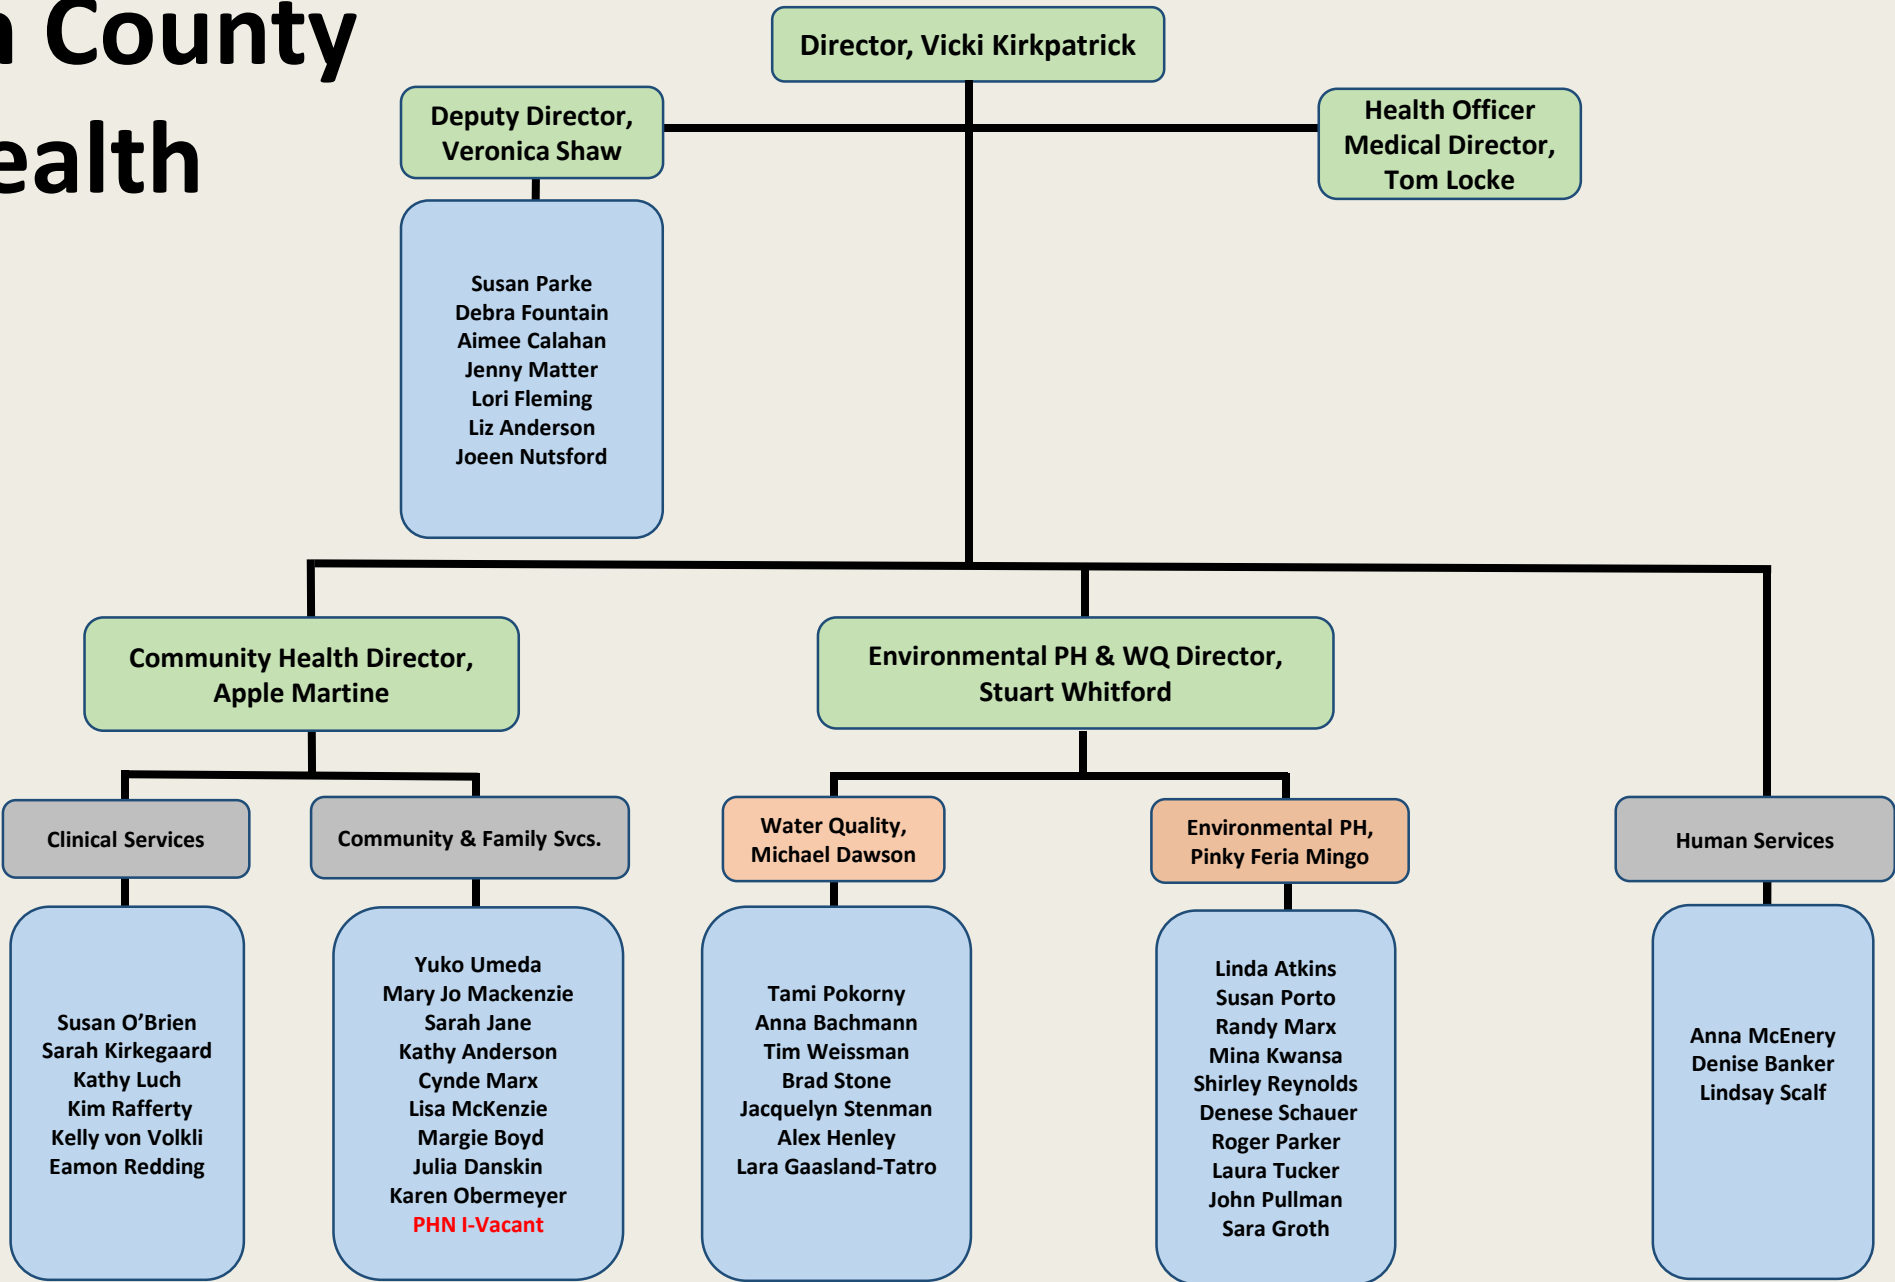 County
Director, Vicki Kirkpatrick
Deputy Director,
Veronica Shaw
Health Officer
Medical Director,
Tom Locke
Susan Parke
Debra Fountain
Aimee Calahan
Jenny Matter
Lori Fleming
Liz Anderson
Joeen Nutsford
Community Health Director,
Apple Martine
Environmental PH & WQ Director,
Stuart Whitford
Clinical Services
Community & Family Svcs.
Water Quality,
Michael Dawson
Environmental PH,
Pinky Feria Mingo
Human Services
Susan O’Brien
Sarah Kirkegaard
Kathy Luch
Kim Rafferty
Kelly von Volkli
Eamon Redding
Yuko Umeda
Mary Jo Mackenzie
Sarah Jane
Kathy Anderson
Cynde Marx
Lisa McKenzie
Margie Boyd
Julia Danskin
Karen Obermeyer
PHN I-Vacant
Tami Pokorny
Anna Bachmann
Tim Weissman
Brad Stone
Jacquelyn Stenman
Alex Henley
Lara Gaasland-Tatro
Linda Atkins
Susan Porto
Randy Marx
Mina Kwansa
Shirley Reynolds
Denese Schauer
Roger Parker
Laura Tucker
John Pullman
Sara Groth
Anna McEnery
Denise Banker
Lindsay Scalf